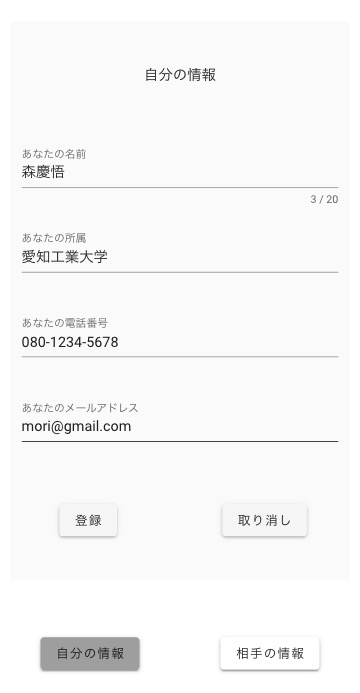 自分の情報
あなたの名前
森慶悟
3 / 20
あなたの所属
愛知工業大学
あなたの電話番号
080-1234-5678
あなたのメールアドレス
mori@gmail.com
登録 取り消し
自分の情報 相手の情報